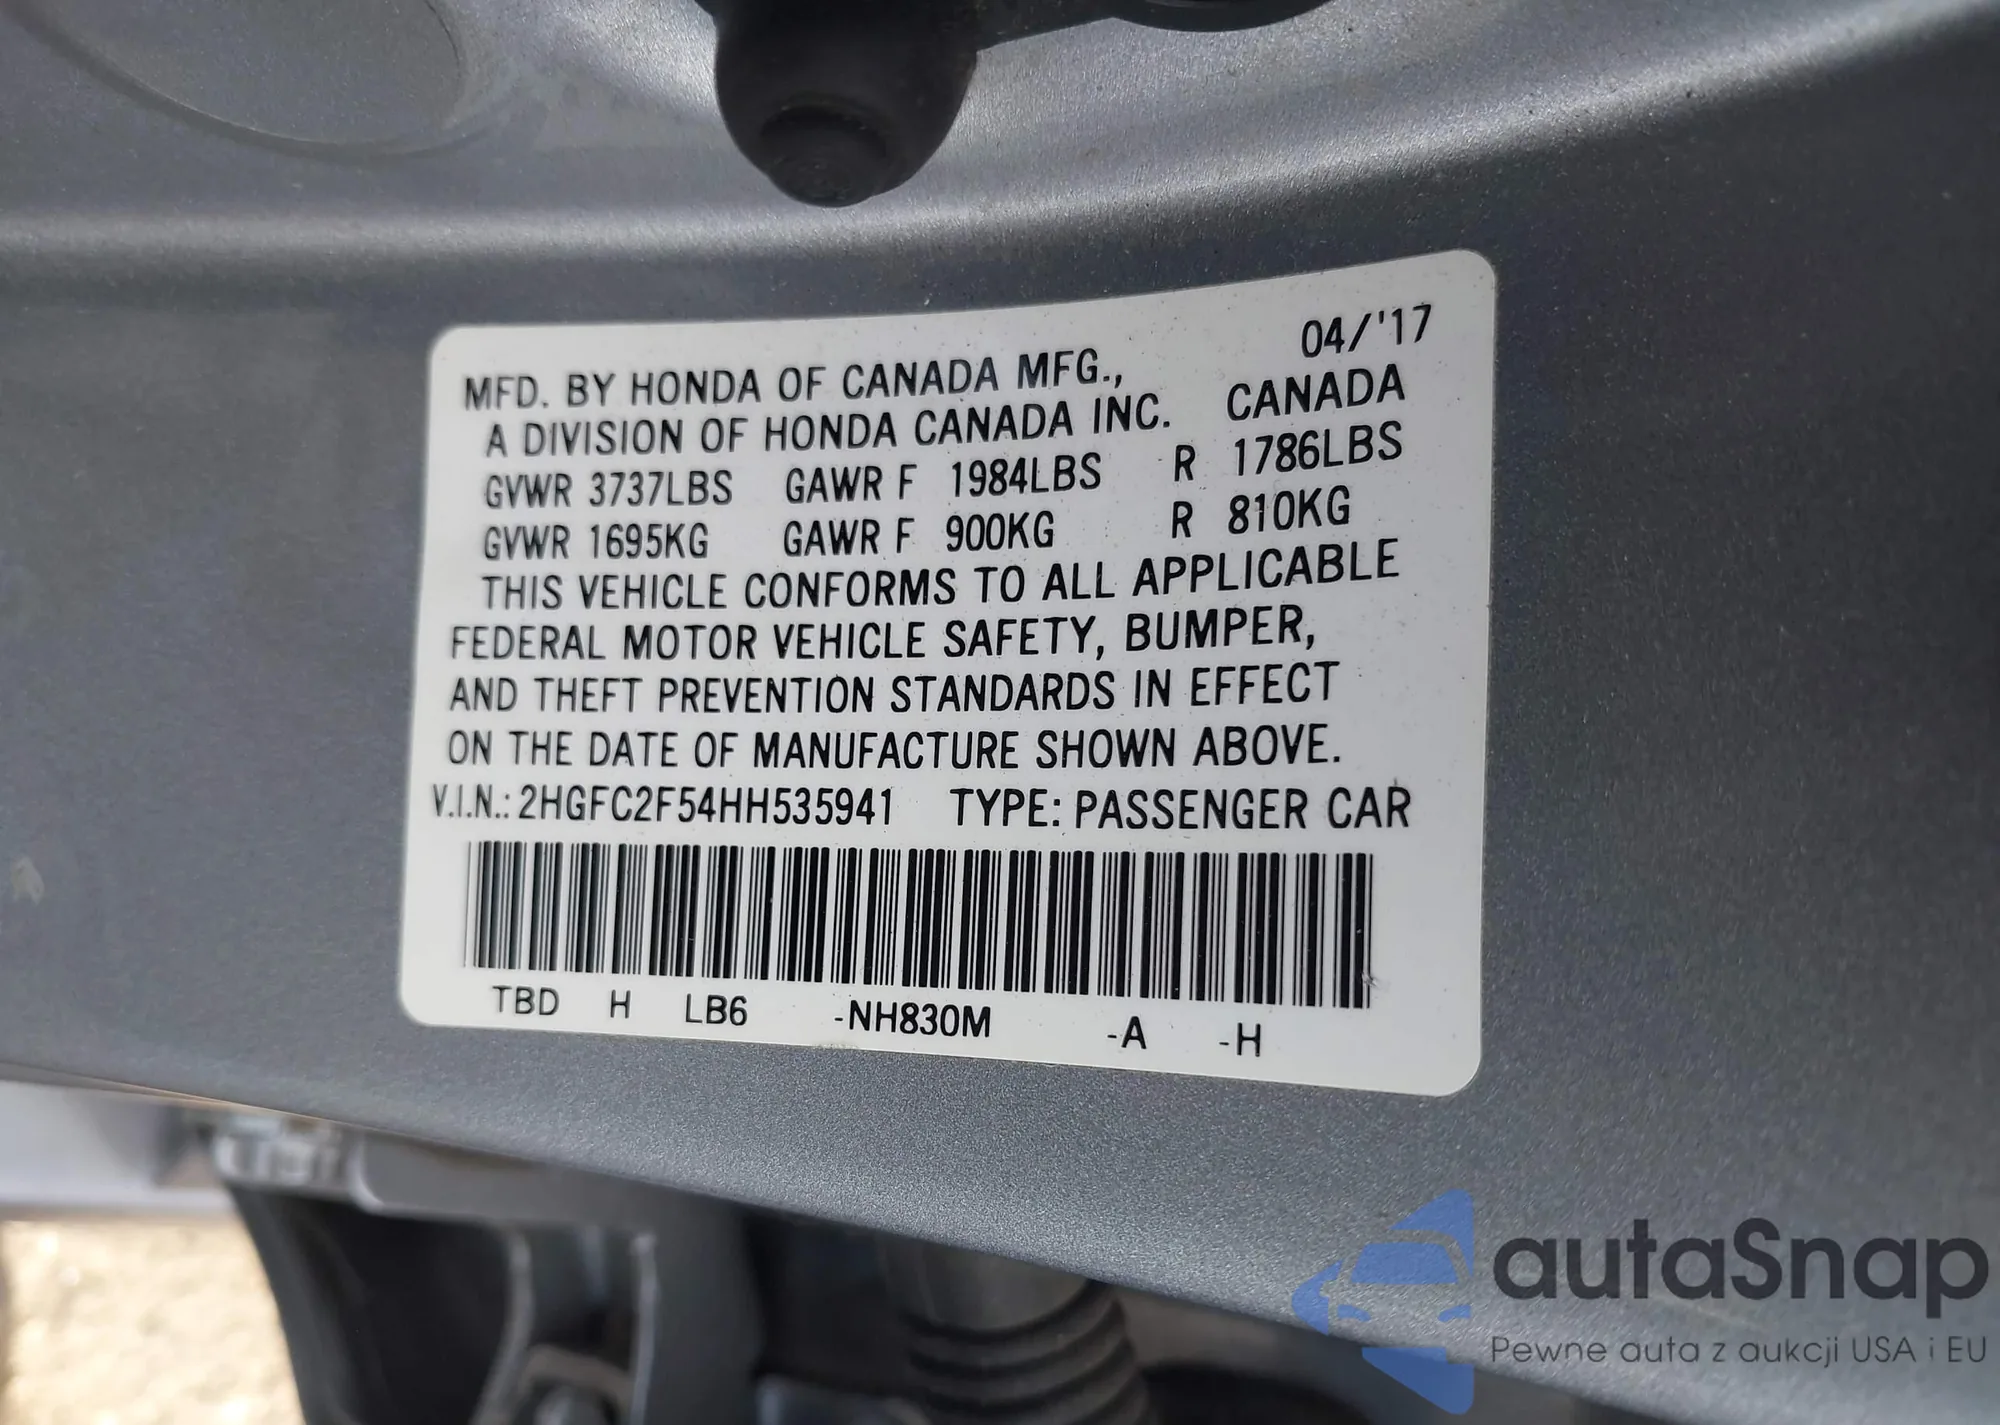 04/'17
MFD. BY HONDA OF CANADA MFG.,
A DIVISION OF HONDA CANADA INC. CANADA
GVWR 3737LBS GAWR F 1984LBS R 1786LBS
GVWR 1695KG GAWR F 900KG R 810KG
THIS VEHICLE CONFORMS TO ALL APPLICABLE
FEDERAL MOTOR VEHICLE SAFETY, BUMPER,
AND THEFT PREVENTION STANDARDS IN EFFECT
ON THE DATE OF MANUFACTURE SHOWN ABOVE.
V.I.N.: 2HGFC2F54HH535941 TYPE: PASSENGER CAR
TBD H LB6 -NH830M -A -H
autaSnap
Pewne auta z aukcji USA i EU